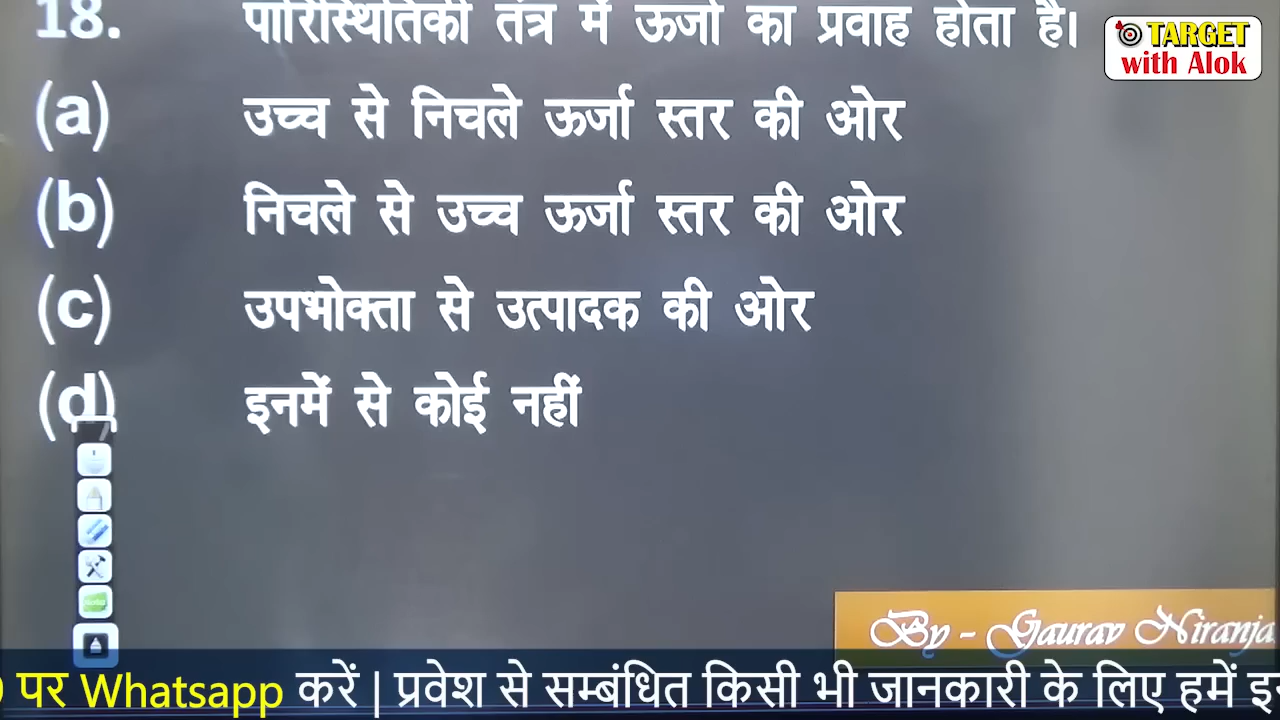 18. पारिस्थितिकी तंत्र में ऊर्जा का प्रवाह होता है।
TARGET
with Alok
(a) उच्च से निचले ऊर्जा स्तर की ओर
(b) निचले से उच्च ऊर्जा स्तर की ओर
(c) उपभोक्ता से उत्पादक की ओर
(d) इनमें से कोई नहीं
By - Gaurav Niranja
पर Whatsapp करें | प्रवेश से सम्बंधित किसी भी जानकारी के लिए हमें